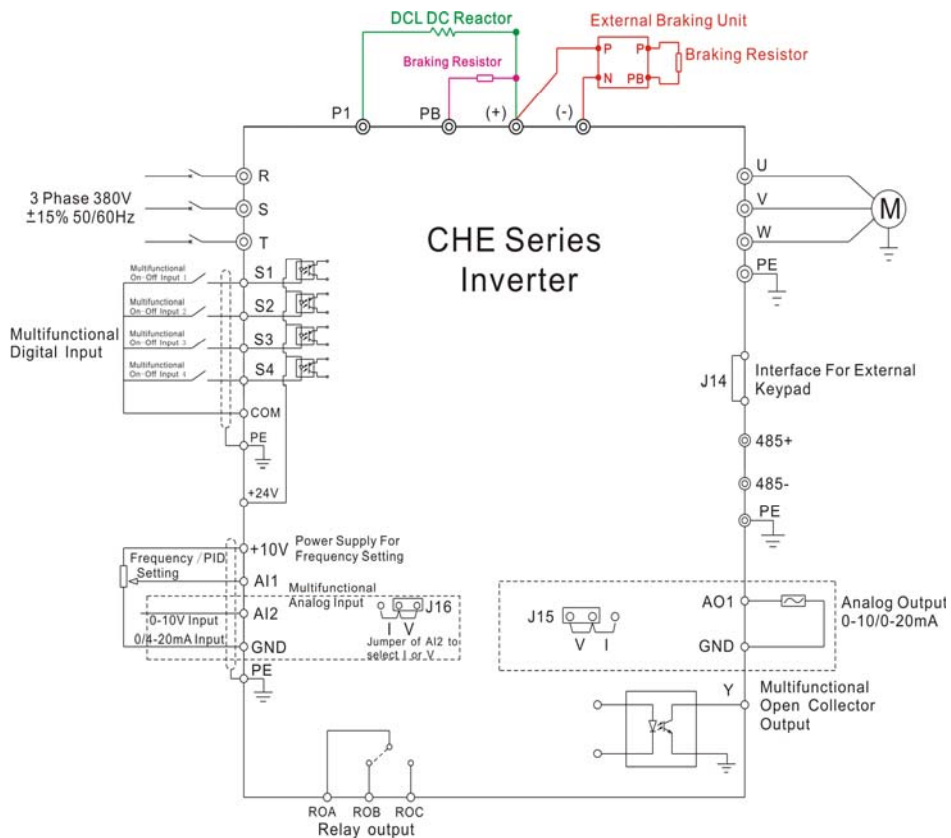 DCL DC Reactor
External Braking Unit
Braking Resistor
P
P
Braking Resistor
N
PB
P1
PB
(+)
(-)
R
3 Phase 380V
±15% 50/60Hz
S
T
U
V
W
M
PE
CHE Series
Inverter
Multifunctional
On-Off Input 1
S1
Multifunctional
On-Off Input 2
S2
Multifunctional
On-Off Input 3
S3
Multifunctional
On-Off Input 4
S4
Multifunctional
Digital Input
COM
PE
+24V
J14
Interface For External
Keypad
485+
485-
PE
+10V
Power Supply For
Frequency Setting
Frequency/PID
Setting
AI1
Multifunctional
Analog Input
AI2
0-10V Input
0/4-20mA Input
GND
J16
I V
Jumper of AI2 to
select I or V
PE
J15
V I
AO1
GND
Analog Output
0-10/0-20mA
Y
Multifunctional
Open Collector
Output
ROA
ROB
ROC
Relay output